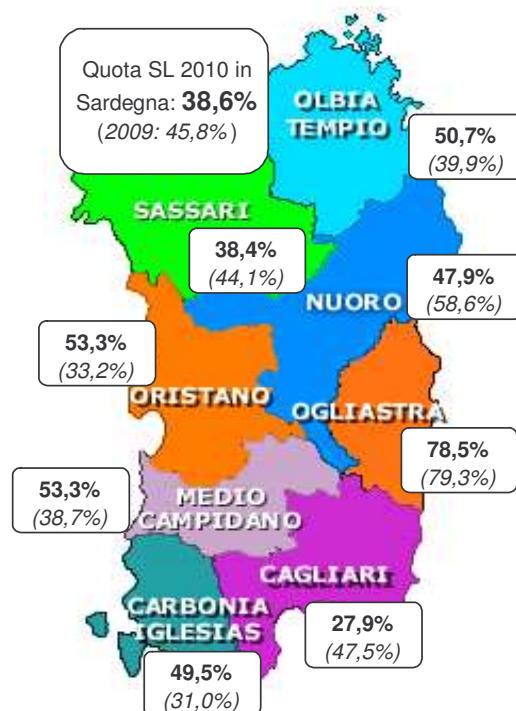 Quota SL 2010 in
Sardegna: 38,6%
(2009: 45,8%)
OLBIA
TEMPIO
50,7%
(39,9%)
SASSARI
38,4%
(44,1%)
47,9%
(58,6%)
NUORO
53,3%
(33,2%)
ORISTANO
OGLIASTRA
78,5%
(79,3%)
53,3%
(38,7%)
MEDIO
CAMPIDANO
CAGLIARI
CARBONIA
IGLESIAS
27,9%
(47,5%)
49,5%
(31,0%)